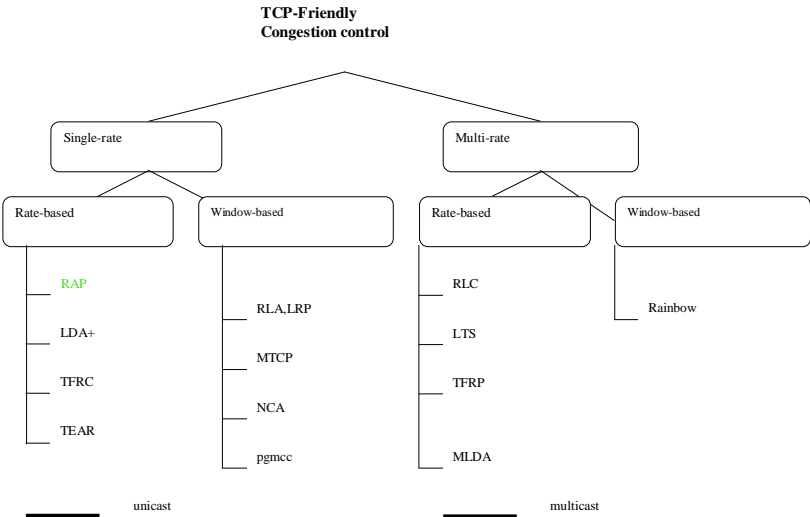 TCP-Friendly
Congestion control
Single-rate
Multi-rate
Rate-based
Window-based
Rate-based
Window-based
RAP
LDA+
TFRC
TEAR
RLA,LRP
MTCP
NCA
pgmcc
RLC
LTS
TFRP
MLDA
Rainbow
unicast
multicast